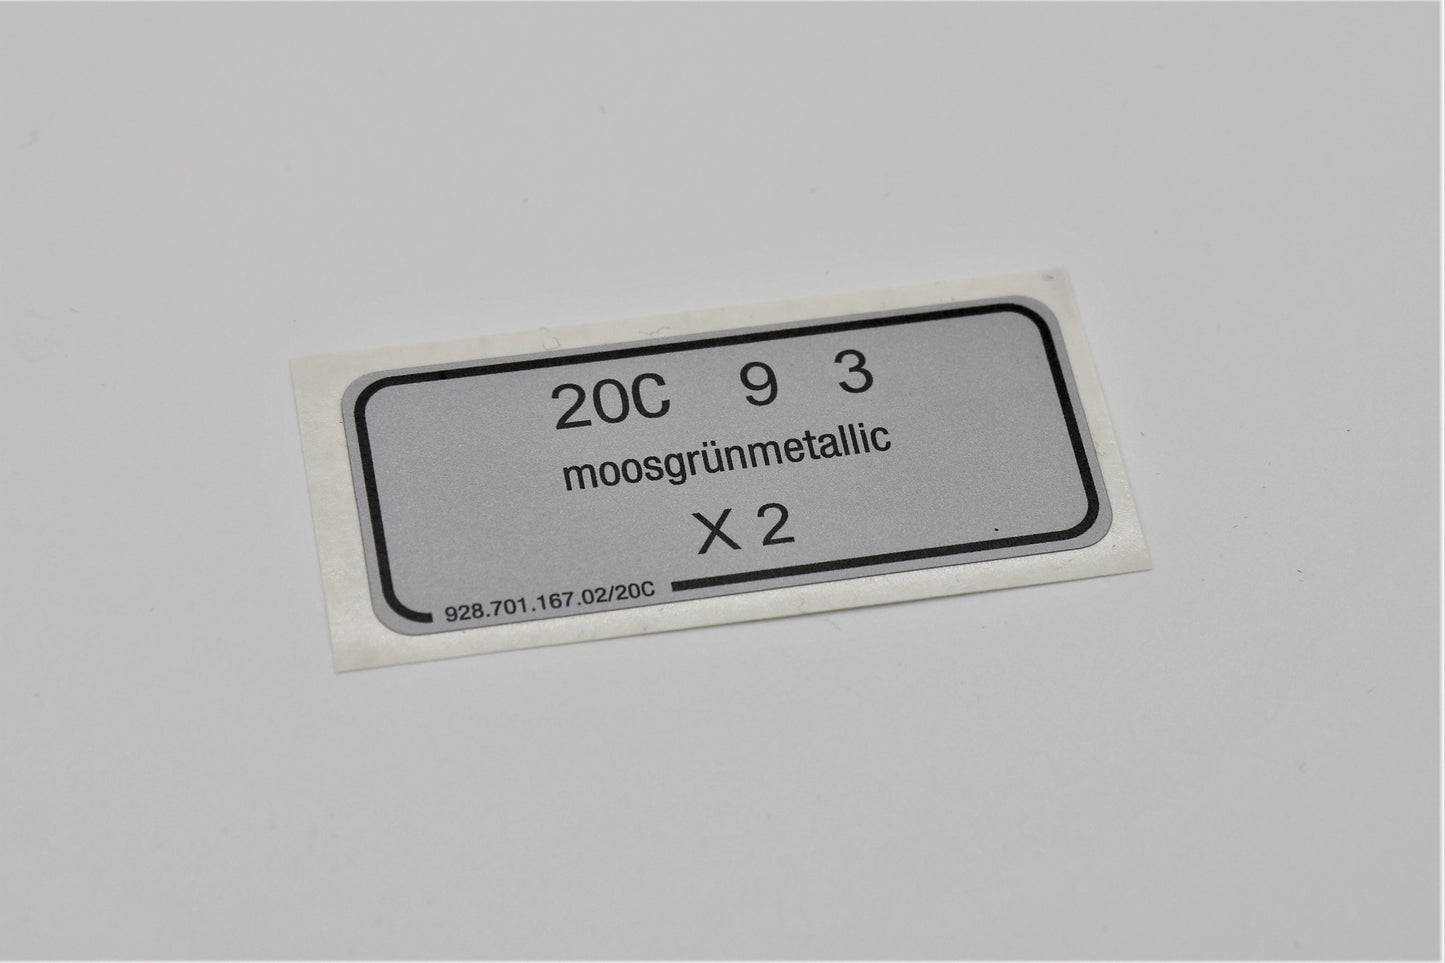 20C 9 3
moosgrünmetallic
X 2
928.701.167.02/20C